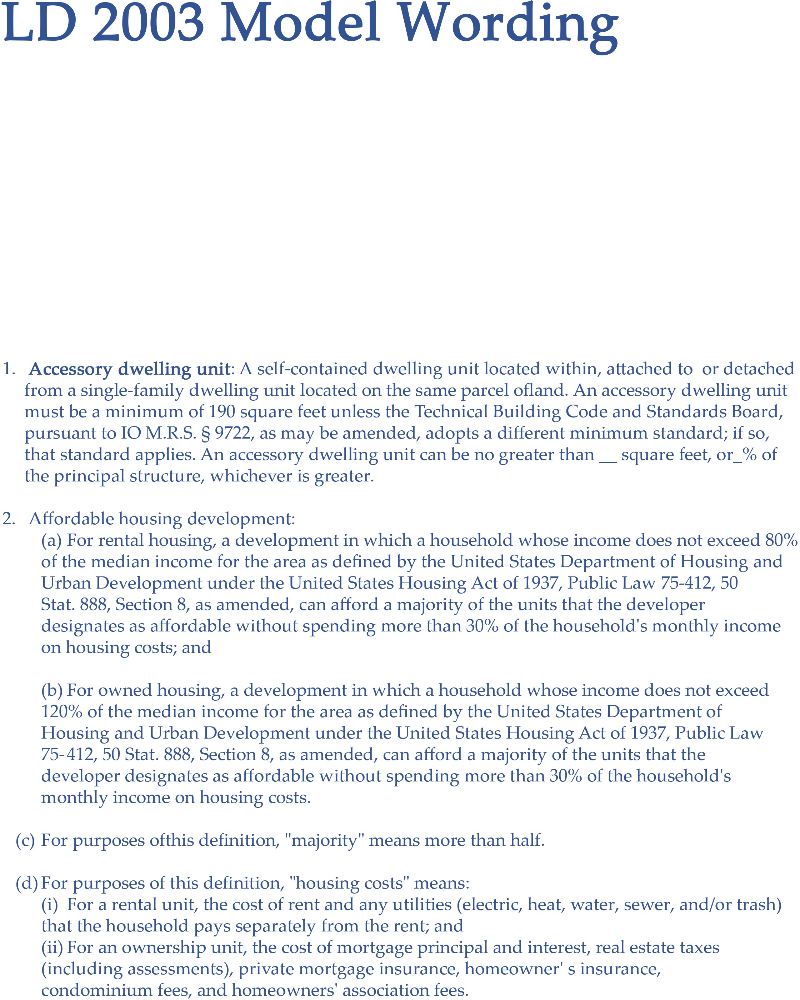 LD 2003 Model Wording
1. Accessory dwelling unit: A self-contained dwelling unit located within, attached to or detached
from a single-family dwelling unit located on the same parcel ofland. An accessory dwelling unit
must be a minimum of 190 square feet unless the Technical Building Code and Standards Board,
pursuant to IO M.R.S. § 9722, as may be amended, adopts a different minimum standard; if so,
that standard applies. An accessory dwelling unit can be no greater than __ square feet, or_% of
the principal structure, whichever is greater.
2. Affordable housing development:
(a) For rental housing, a development in which a household whose income does not exceed 80%
of the median income for the area as defined by the United States Department of Housing and
Urban Development under the United States Housing Act of 1937, Public Law 75-412, 50
Stat. 888, Section 8, as amended, can afford a majority of the units that the developer
designates as affordable without spending more than 30% of the household's monthly income
on housing costs; and
(b) For owned housing, a development in which a household whose income does not exceed
120% of the median income for the area as defined by the United States Department of
Housing and Urban Development under the United States Housing Act of 1937, Public Law
75-412, 50 Stat. 888, Section 8, as amended, can afford a majority of the units that the
developer designates as affordable without spending more than 30% of the household's
monthly income on housing costs.
(c) For purposes ofthis definition, "majority" means more than half.
(d) For purposes of this definition, "housing costs" means:
(i) For a rental unit, the cost of rent and any utilities (electric, heat, water, sewer, and/or trash)
that the household pays separately from the rent; and
(ii) For an ownership unit, the cost of mortgage principal and interest, real estate taxes
(including assessments), private mortgage insurance, homeowner' s insurance,
condominium fees, and homeowners' association fees.